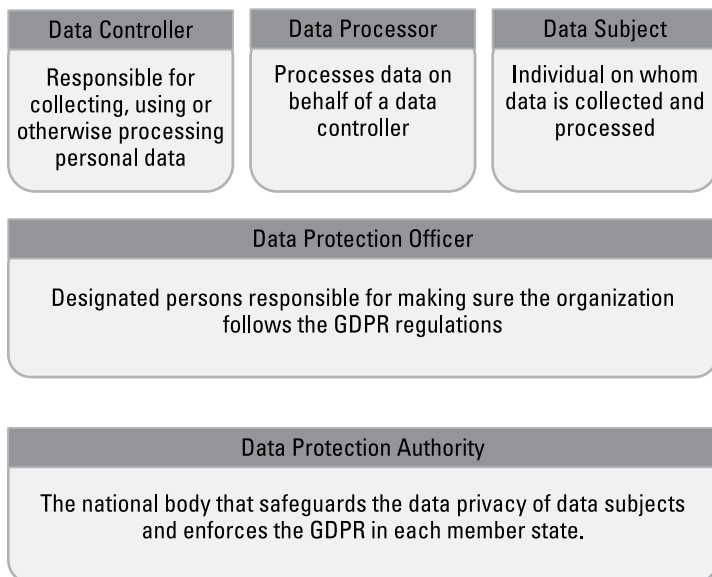 Data Controller
Responsible for
collecting, using or
otherwise processing
personal data
Data Processor
Processes data on
behalf of a data
controller
Data Subject
Individual on whom
data is collected and
processed
Data Protection Officer
Designated persons responsible for making sure the organization
follows the GDPR regulations
Data Protection Authority
The national body that safeguards the data privacy of data subjects
and enforces the GDPR in each member state.